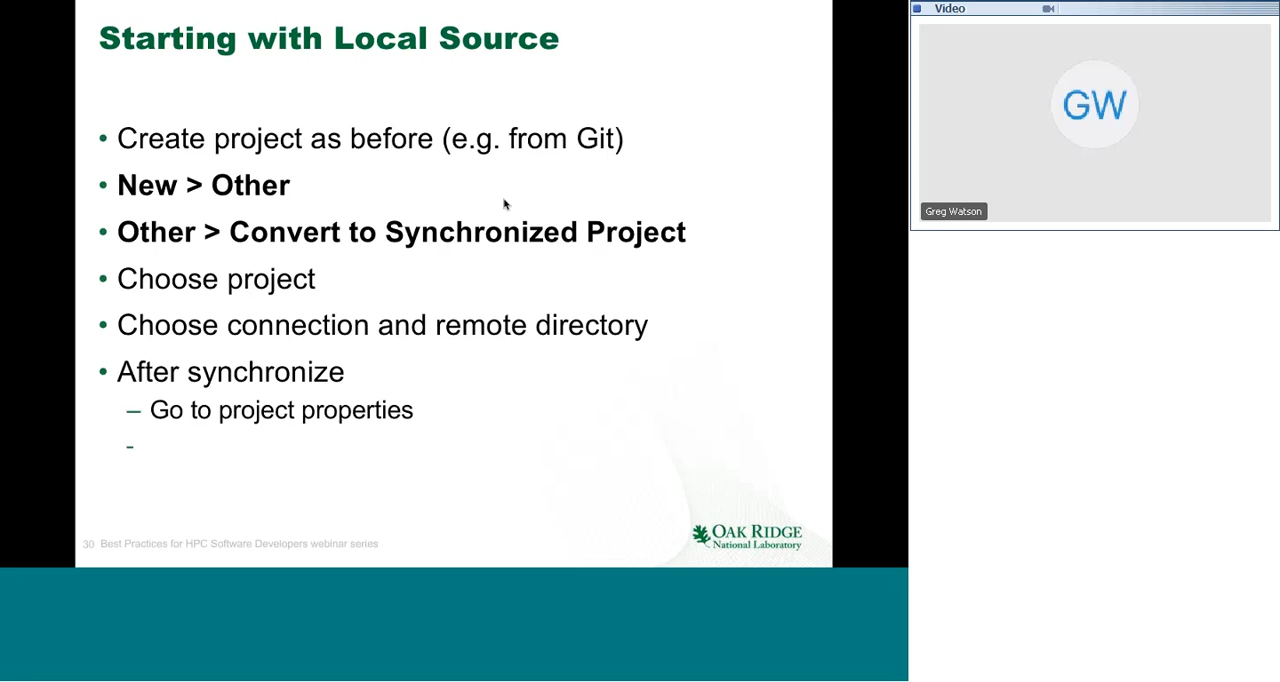 Starting with Local Source
• Create project as before (e.g. from Git)
• New > Other
• Other > Convert to Synchronized Project
• Choose project
• Choose connection and remote directory
• After synchronize
– Go to project properties
-
30 Best Practices for HPC Software Developers webinar series
OAK RIDGE
National Laboratory
Video
GW
Greg Watson